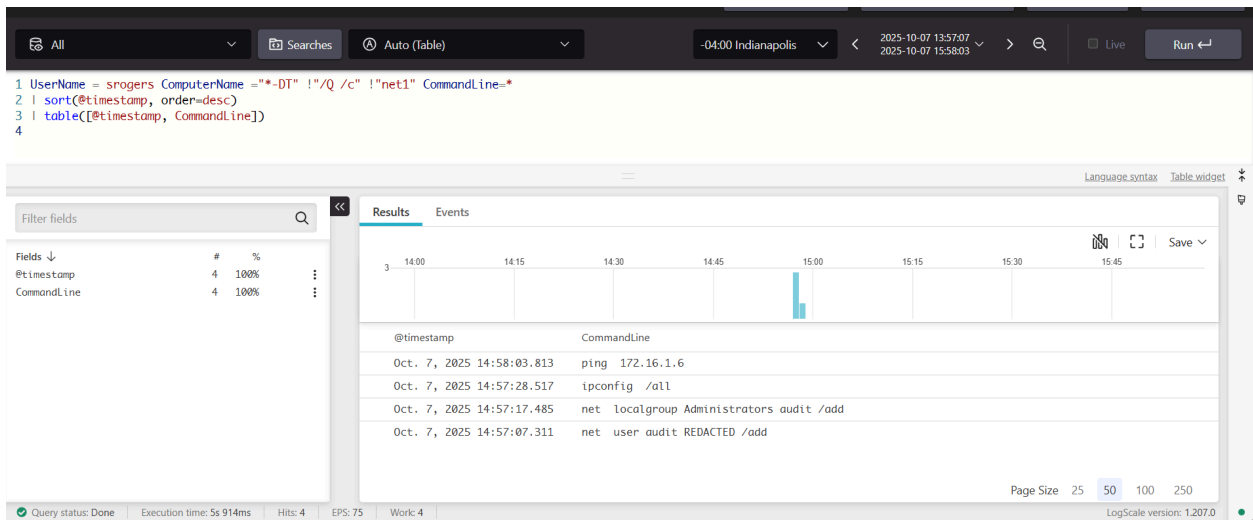 All
Searches
Auto (Table)
-04:00 Indianapolis
2025-10-07 13:57:07
2025-10-07 15:58:03
Live
Run
1 UserName = srogers ComputerName ="*-DT" !"/Q /c" !"net1" CommandLine=*
2 | sort(@timestamp, order=desc)
3 | table([@timestamp, CommandLine])
4
Language syntax Table widget
Filter fields
Fields # %
@timestamp 4 100%
CommandLine 4 100%
Results Events
Save
3 14:00 14:15 14:30 14:45 15:00 15:15 15:30 15:45
@timestamp CommandLine
Oct. 7, 2025 14:58:03.813 ping  172.16.1.6
Oct. 7, 2025 14:57:28.517 ipconfig  /all
Oct. 7, 2025 14:57:17.485 net  localgroup Administrators audit /add
Oct. 7, 2025 14:57:07.311 net  user audit REDACTED /add
Page Size 25 50 100 250
Query status: Done Execution time: 5s 914ms Hits: 4 EPS: 75 Work: 4 LogScale version: 1.207.0